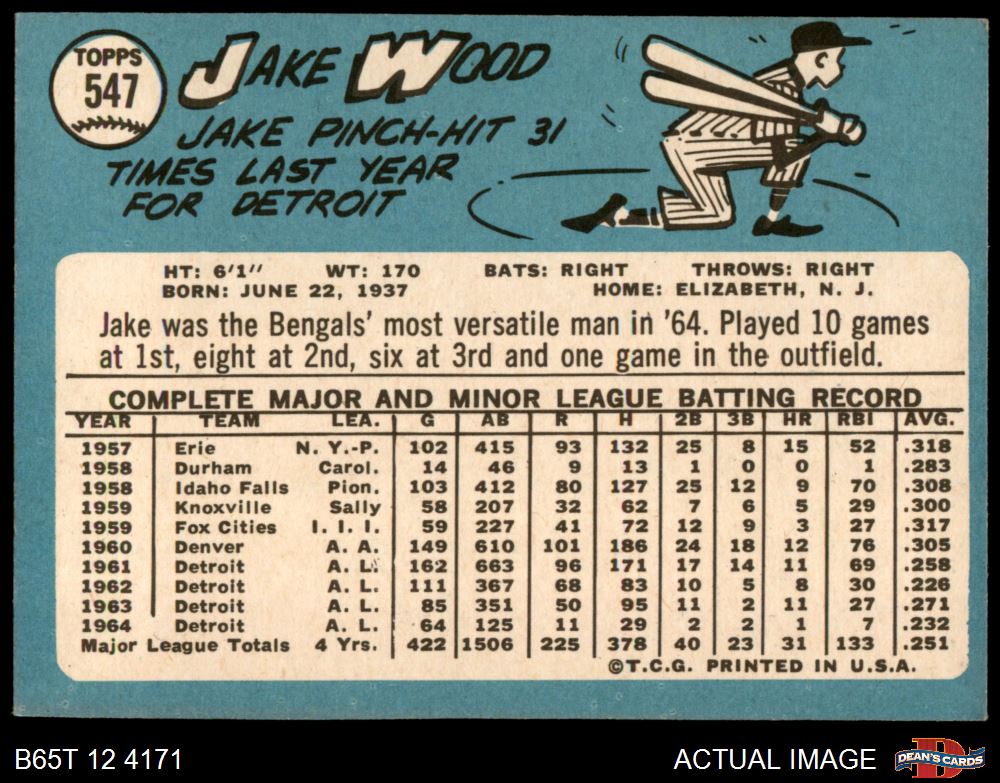 TOPPS
547
JAKE WOOD
JAKE PINCH-HIT 31
TIMES LAST YEAR
FOR DETROIT
HT: 6'1" WT: 170 BATS: RIGHT THROWS: RIGHT
BORN: JUNE 22, 1937 HOME: ELIZABETH, N. J.
Jake was the Bengals' most versatile man in '64. Played 10 games
at 1st, eight at 2nd, six at 3rd and one game in the outfield.
COMPLETE MAJOR AND MINOR LEAGUE BATTING RECORD
YEAR TEAM LEA. G AB R H 2B 3B HR RBI AVG.
1957 Erie N. Y.-P. 102 415 93 132 25 8 15 52 .318
1958 Durham Carol. 14 46 9 13 1 0 0 1 .283
1958 Idaho Falls Pion. 103 412 80 127 25 12 9 70 .308
1959 Knoxville Sally 58 207 32 62 7 6 5 29 .300
1959 Fox Cities I. I. I. 59 227 41 72 12 9 3 27 .317
1960 Denver A. A. 149 610 101 186 24 18 12 76 .305
1961 Detroit A. L. 162 663 96 171 17 14 11 69 .258
1962 Detroit A. L. 111 367 68 83 10 5 8 30 .226
1963 Detroit A. L. 85 351 50 95 11 2 11 27 .271
1964 Detroit A. L. 64 125 11 29 2 2 1 7 .232
Major League Totals 4 Yrs. 422 1506 225 378 40 23 31 133 .251
©T.C.G. PRINTED IN U.S.A.
B65T 12 4171 ACTUAL IMAGE DEAN'S CARDS